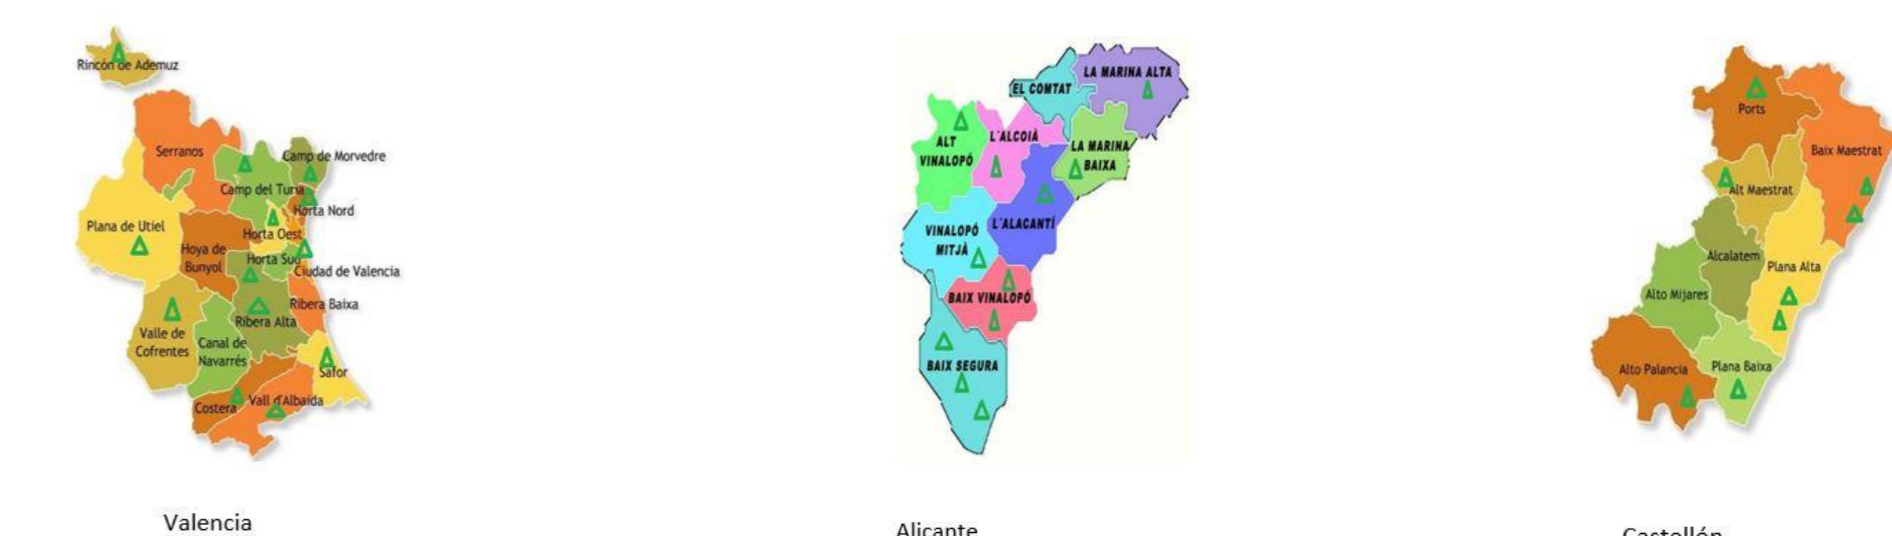 Rincón de Ademuz
Serranos
Camp de Morvedre
Camp del Turia
Horta Nord
Plana de Utiel
Horta Oest
Hoya de
Bunyol
Horta Sud
Ciudad de Valencia
Ribera Baixa
Ribera Alta
Valle de
Cofrentes
Canal de
Navarrés
Safor
Costera
Vall d'Albaida
Valencia
LA MARINA ALTA
EL COMTAT
L´ALCOIÀ
ALT
VINALOPÓ
LA MARINA
BAIXA
L´ALACANTÍ
VINALOPÓ
MITJÀ
BAIX VINALOPÓ
BAIX SEGURA
Alicante
Ports
Baix Maestrat
Alt Maestrat
Alcalatem
Plana Alta
Alto Mijares
Alto Palancia
Plana Baixa
Castellón